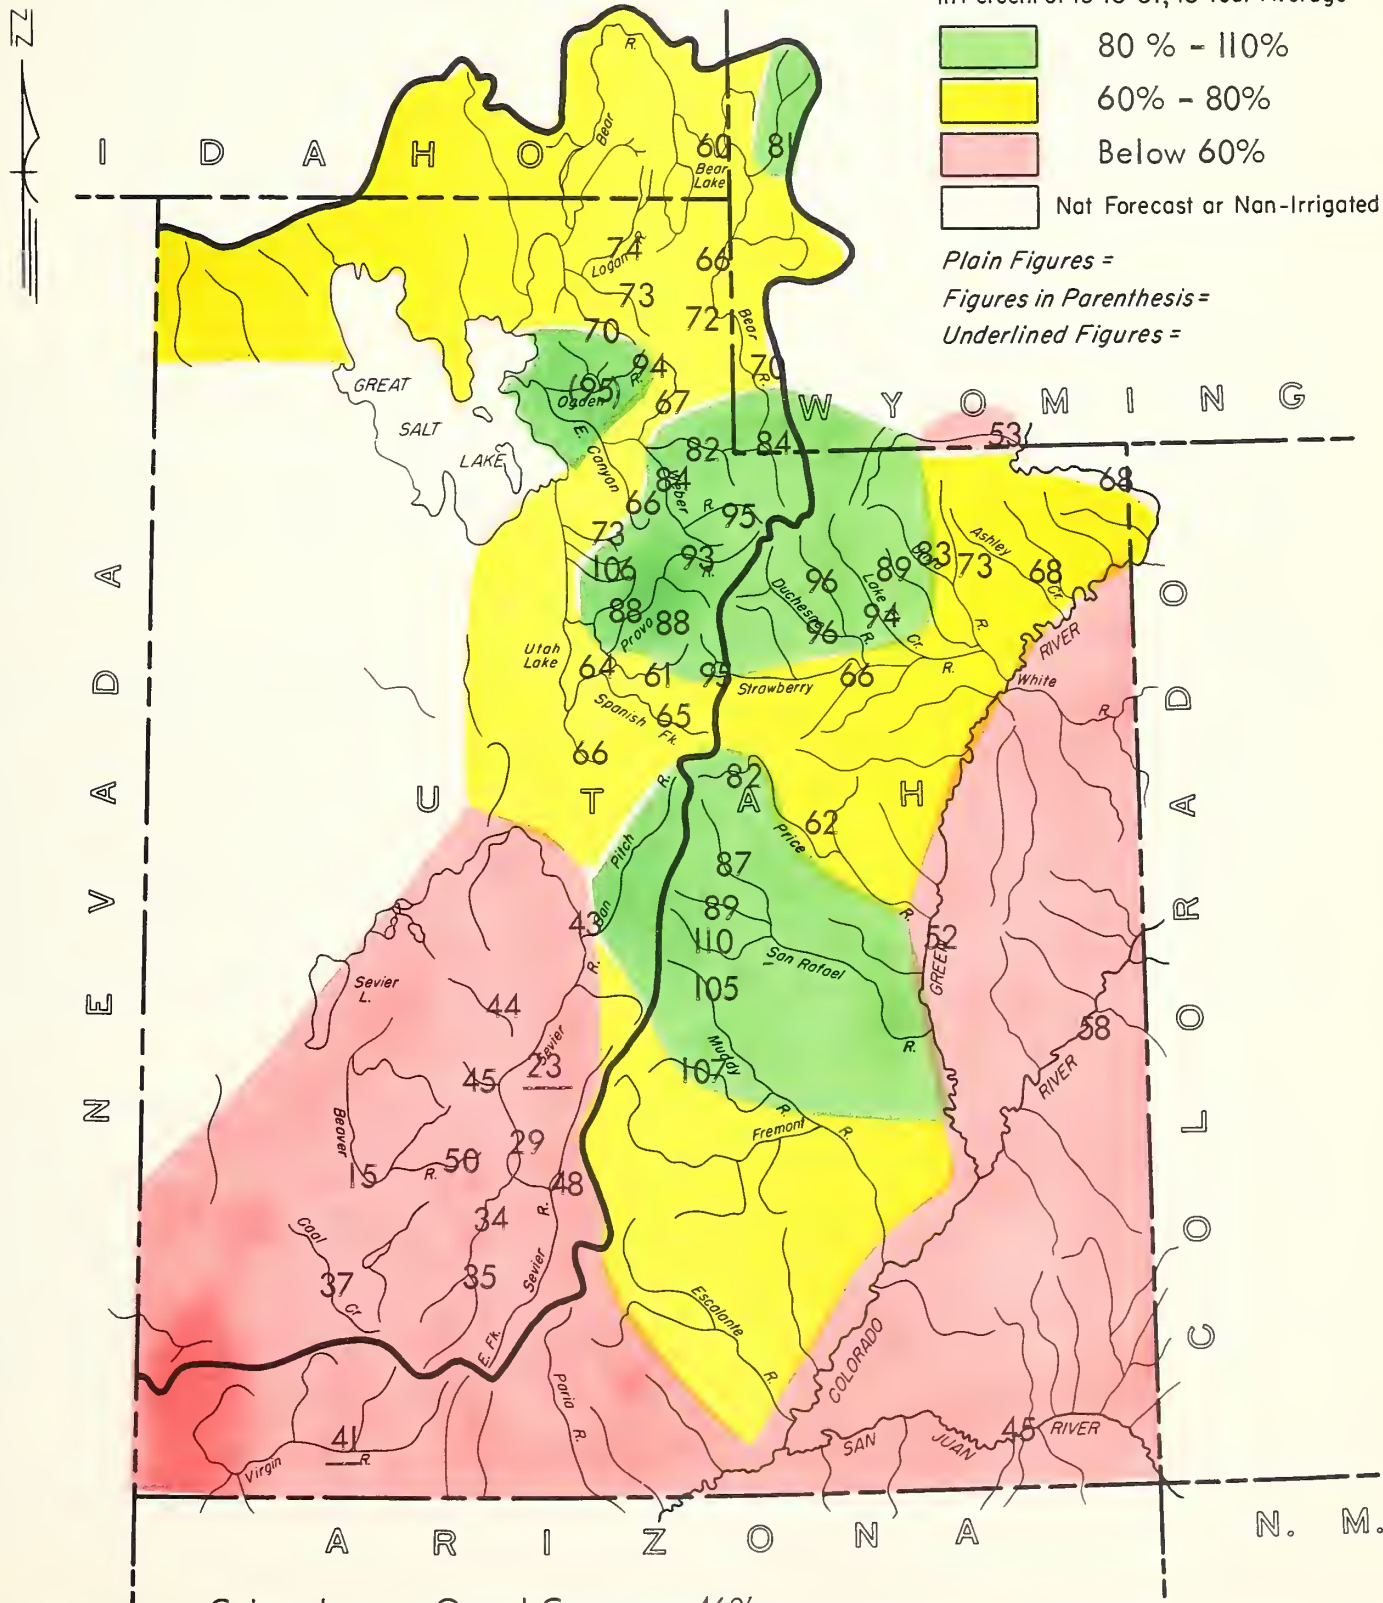 80 % - 110%
60% - 80%
Below 60%
Nat Forecast ar Nan-Irrigated
Plain Figures =
Figures in Parenthesis =
Underlined Figures =
N
I D A H O
R.
Bear
60
Bear
Lake
81
74
Logan R.
66
73
72
Bear
R.
70
70
94
(95)
R.
Ogden
67
GREAT
SALT
LAKE
E.
Canyon
W Y O M I N G
53
82
84
68
84
Weber
R.
66
95
73
106
93
R.
96
Lake Fk. Cr.
89
83
73
Ashley
Cr.
68
Duchesne
R.
96
94
R.
88
Provo
88
Utah
Lake
64
61
95
Strawberry
66
R.
White
R.
RIVER
Spanish
Fk.
65
66
82
U T A H
62
Price
R.
San Pitch
R.
87
89
110
San Rafael
R.
105
43
R.
52
GREEN
Sevier
L.
44
Sevier
23
45
Muddy
R.
107
58
RIVER
Fremont
R.
Beaver
R.
15
50
29
48
R.
34
Sevier
35
Coal
Cr.
37
E. Fk.
Escalante
R.
COLORADO
Paria
R.
41
Virgin
R.
SAN
JUAN
45
RIVER
N E V A D A
C O L O R A D O
A R I Z O N A
N. M.